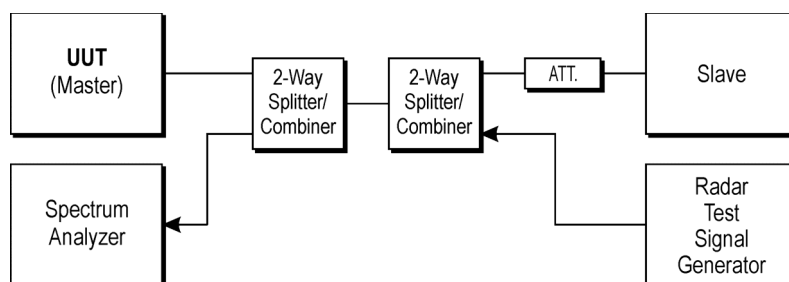 UUT
(Master)
2-Way
Splitter/
Combiner
2-Way
Splitter/
Combiner
ATT.
Slave
Spectrum
Analyzer
Radar
Test
Signal
Generator